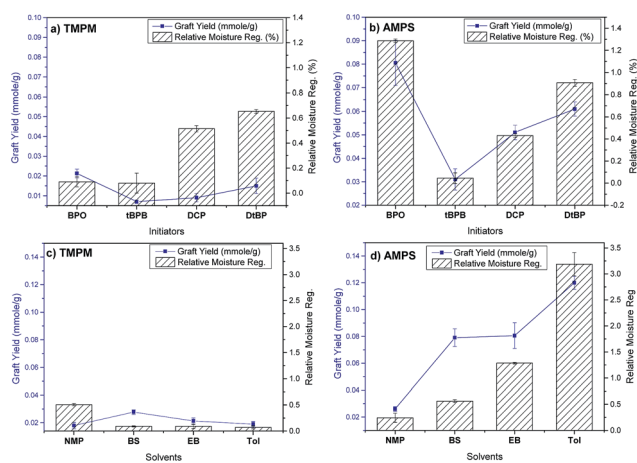 a) TMPM
Graft Yield (mmole/g)
Relative Moisture Reg. (%)
Graft Yield (mmole/g)
0.10
0.09
0.08
0.07
0.06
0.05
0.04
0.03
0.02
0.01
1.4
1.2
1.0
0.8
0.6
0.4
0.2
0.0
Relative Moisture Reg. (%)
BPO tBPB DCP DtBP
Initiators
b) AMPS
Graft Yield (mmole/g)
Relative Moisture Reg. (%)
Graft Yield (mmole/g)
0.10
0.09
0.08
0.07
0.06
0.05
0.04
0.03
0.02
1.4
1.2
1.0
0.8
0.6
0.4
0.2
0.0
-0.2
Relative Moisture Reg. (%)
BPO tBPB DCP DtBP
Initiators
c) TMPM
Graft Yield (mmole/g)
Relative Moisture Reg.
Graft Yield (mmole/g)
0.14
0.12
0.10
0.08
0.06
0.04
0.02
3.5
3.0
2.5
2.0
1.5
1.0
0.5
0.0
Relative Moisture Reg. (%)
NMP BS EB Tol
Solvents
d) AMPS
Graft Yield (mmole/g)
Relative Moisture Reg.
Graft Yield (mmole/g)
0.14
0.12
0.10
0.08
0.06
0.04
0.02
3.5
3.0
2.5
2.0
1.5
1.0
0.5
0.0
Relative Moisture Reg
NMP BS EB Tol
Solvents